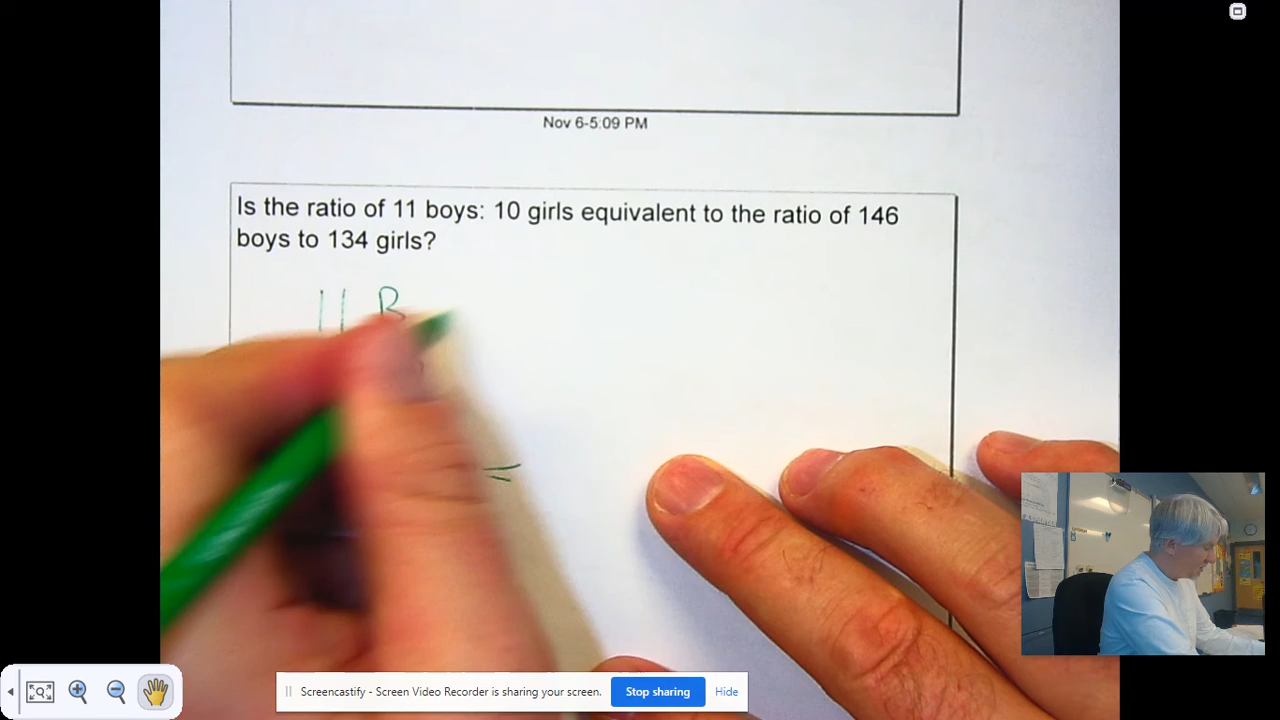 Nov 6-5:09 PM
Is the ratio of 11 boys: 10 girls equivalent to the ratio of 146
boys to 134 girls?
11 B
=
Screencastify - Screen Video Recorder is sharing your screen.
Stop sharing
Hide